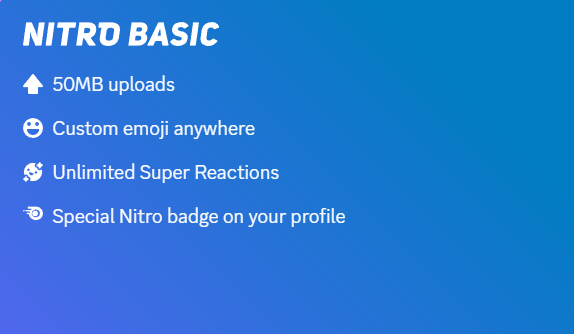 NITRO BASIC
50MB uploads
Custom emoji anywhere
Unlimited Super Reactions
Special Nitro badge on your profile